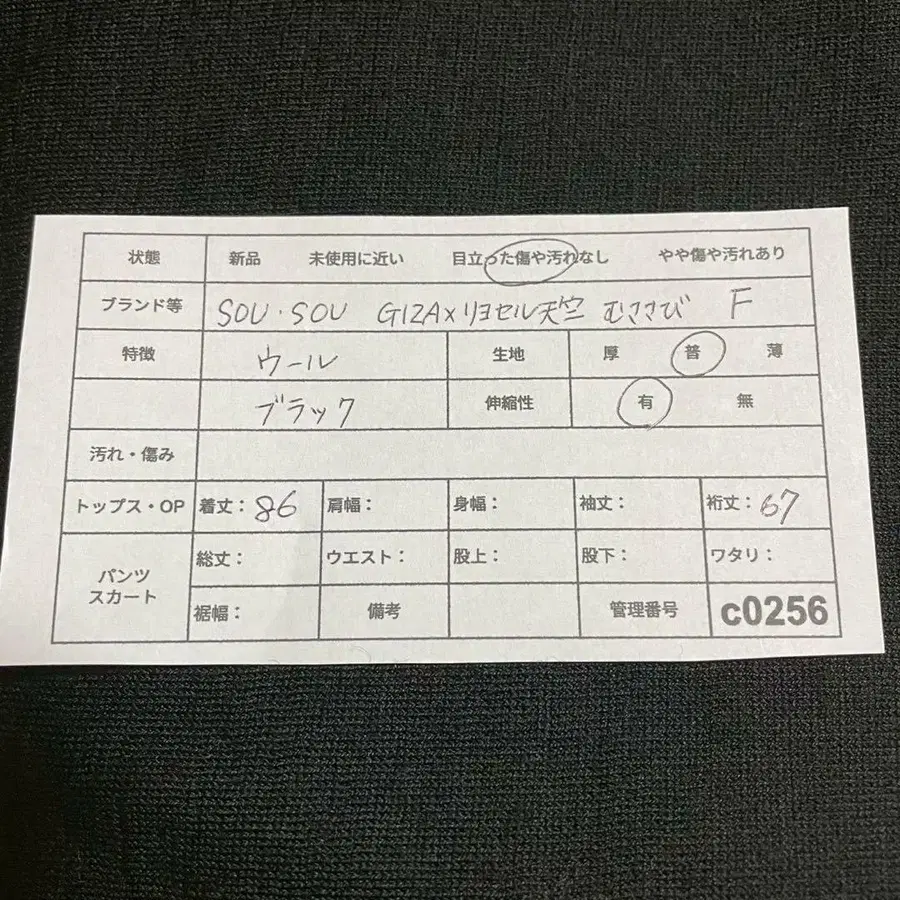 状態 新品 未使用に近い 目立った傷や汚れなし やや傷や汚れあり
ブランド等 SOU・SOU GIZA×リヨセル天竺 むささび F
特徴 ウール 生地 厚 普 薄
ブラック 伸縮性 有 無
汚れ・傷み
トップス・OP 着丈：86 肩幅： 身幅： 袖丈： 裄丈：67
パンツ
スカート
総丈： ウエスト： 股上： 股下： ワタリ：
裾幅： 備考 管理番号 c0256